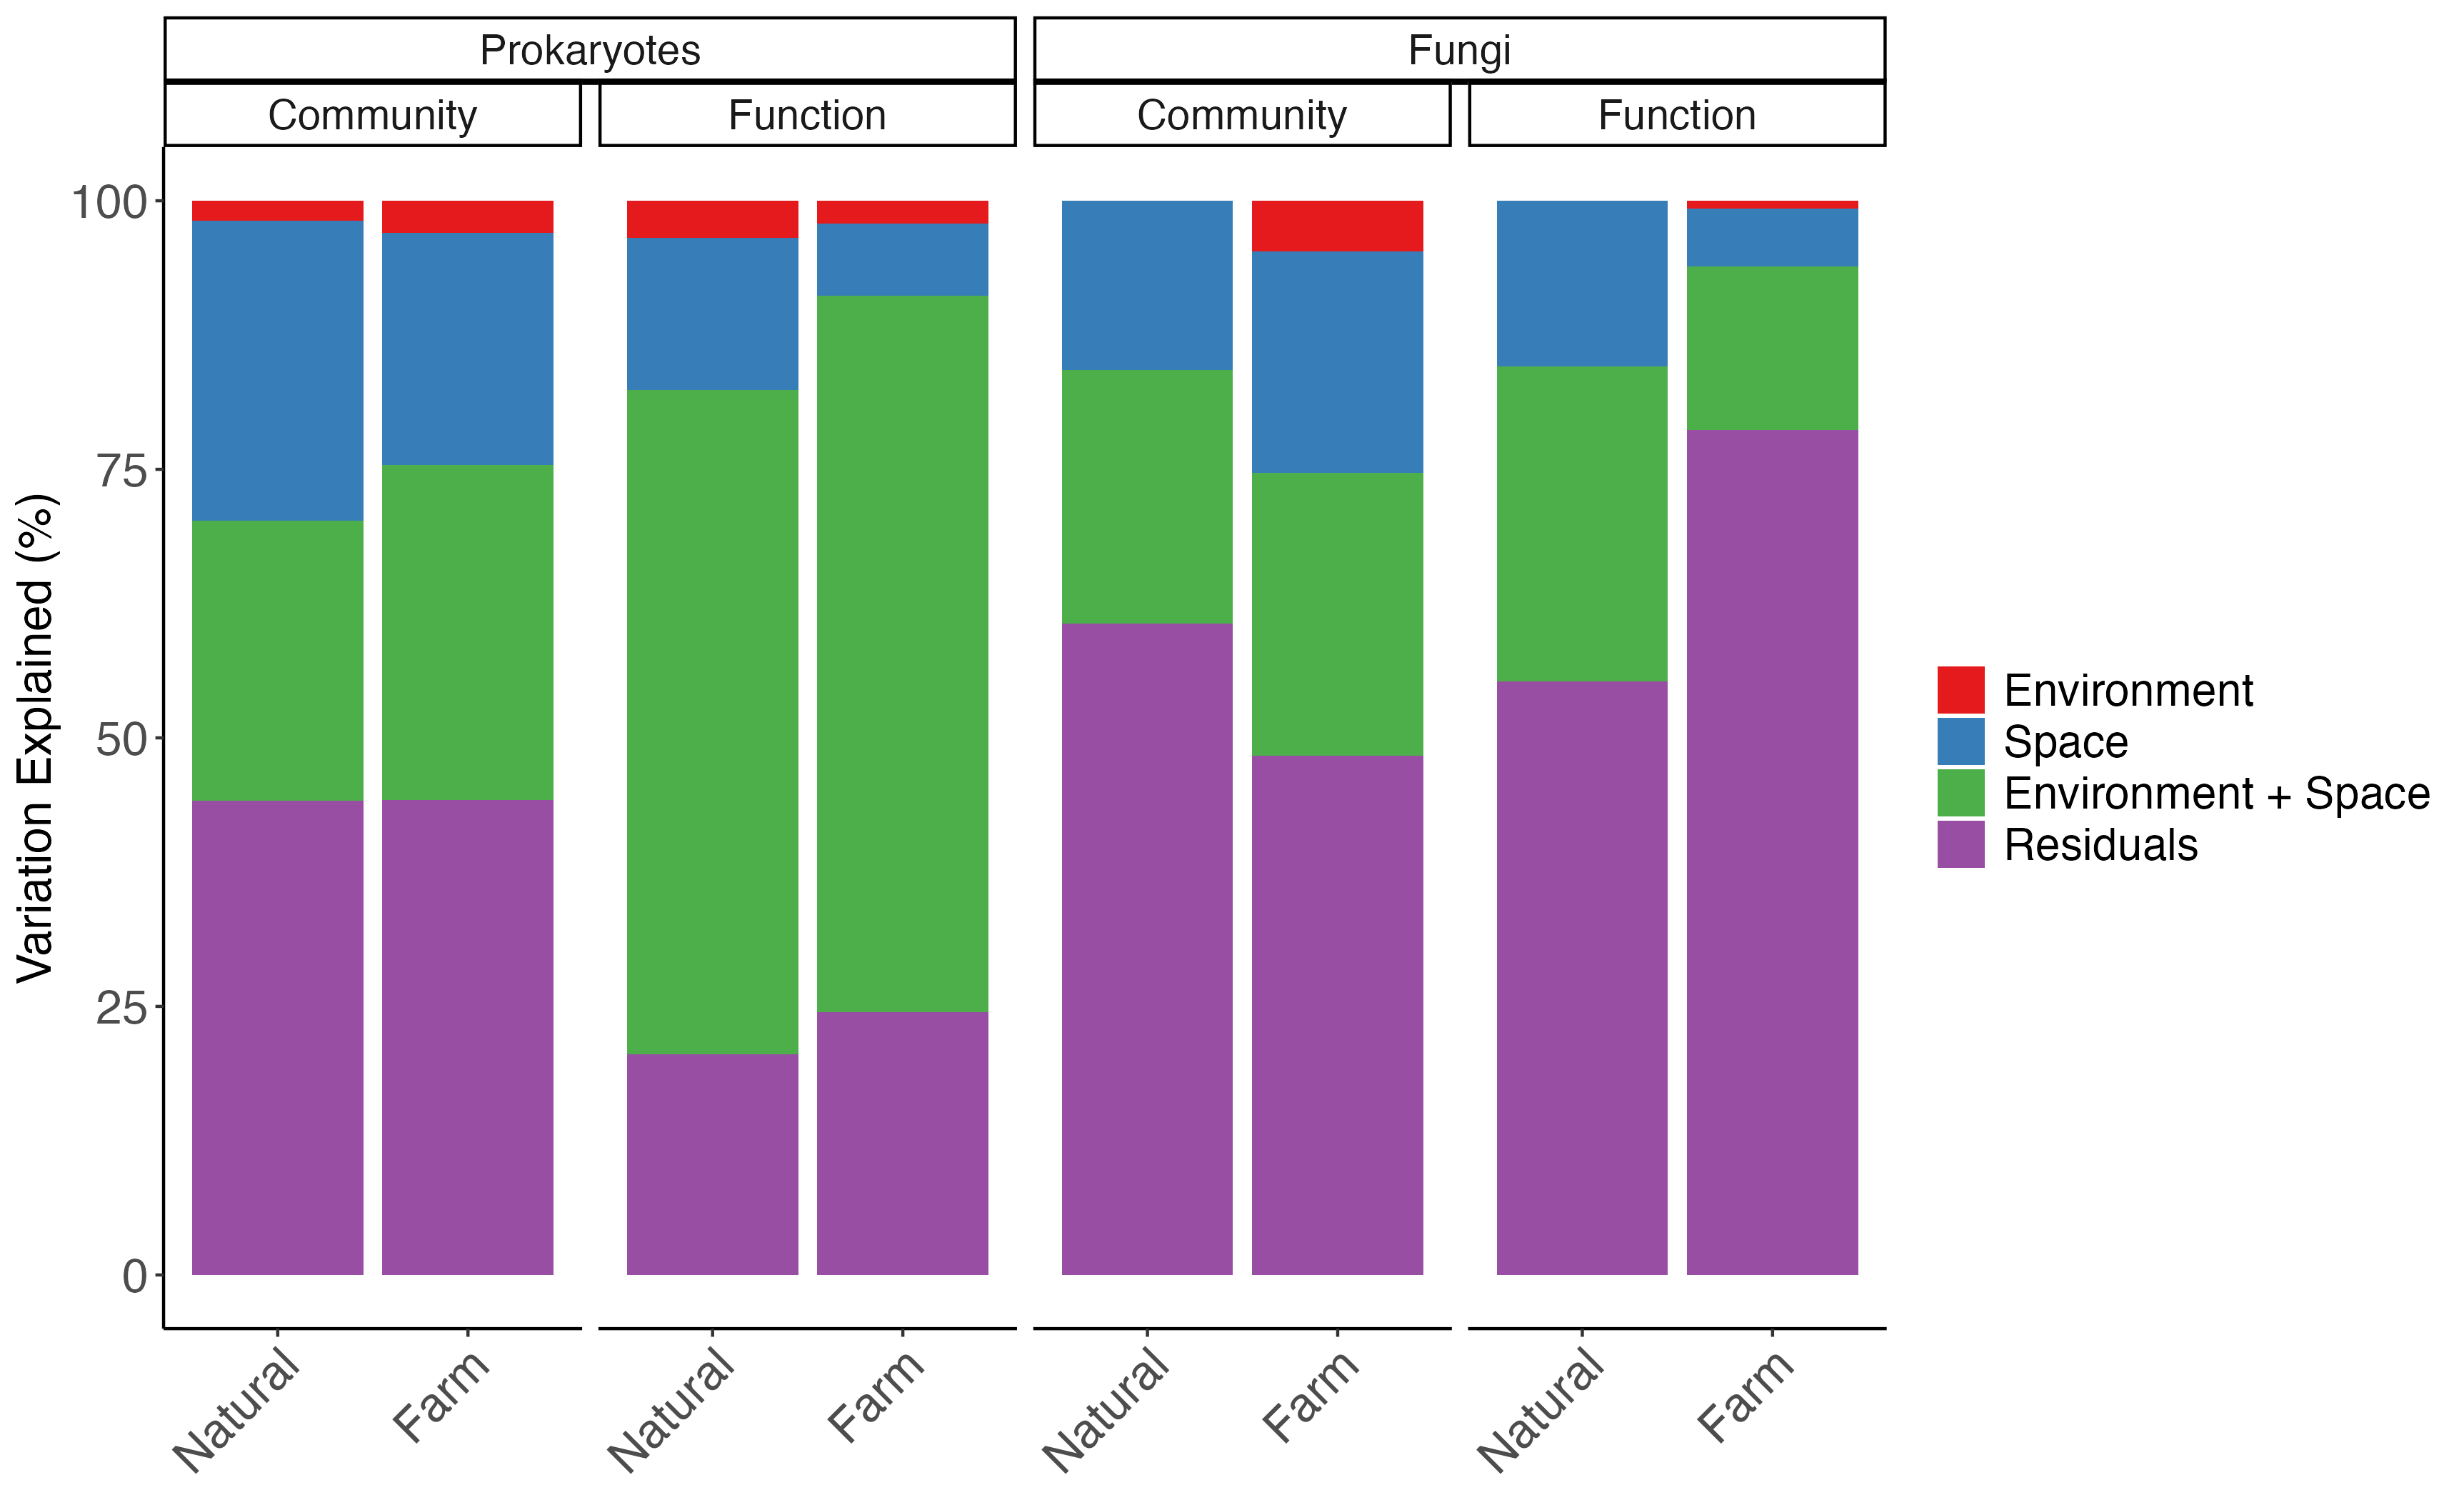 Prokaryotes
Fungi
Community
Function
Community
Function
Variation Explained (%)
100
75
50
25
0
Natural
Farm
Natural
Farm
Natural
Farm
Natural
Farm
Environment
Space
Environment + Space
Residuals